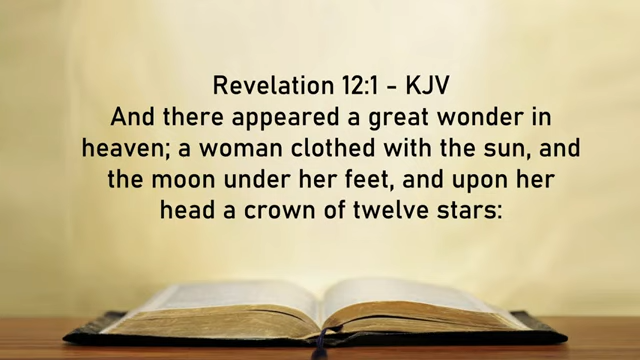 Revelation 12:1 - KJV
And there appeared a great wonder in
heaven; a woman clothed with the sun, and
the moon under her feet, and upon her
head a crown of twelve stars: